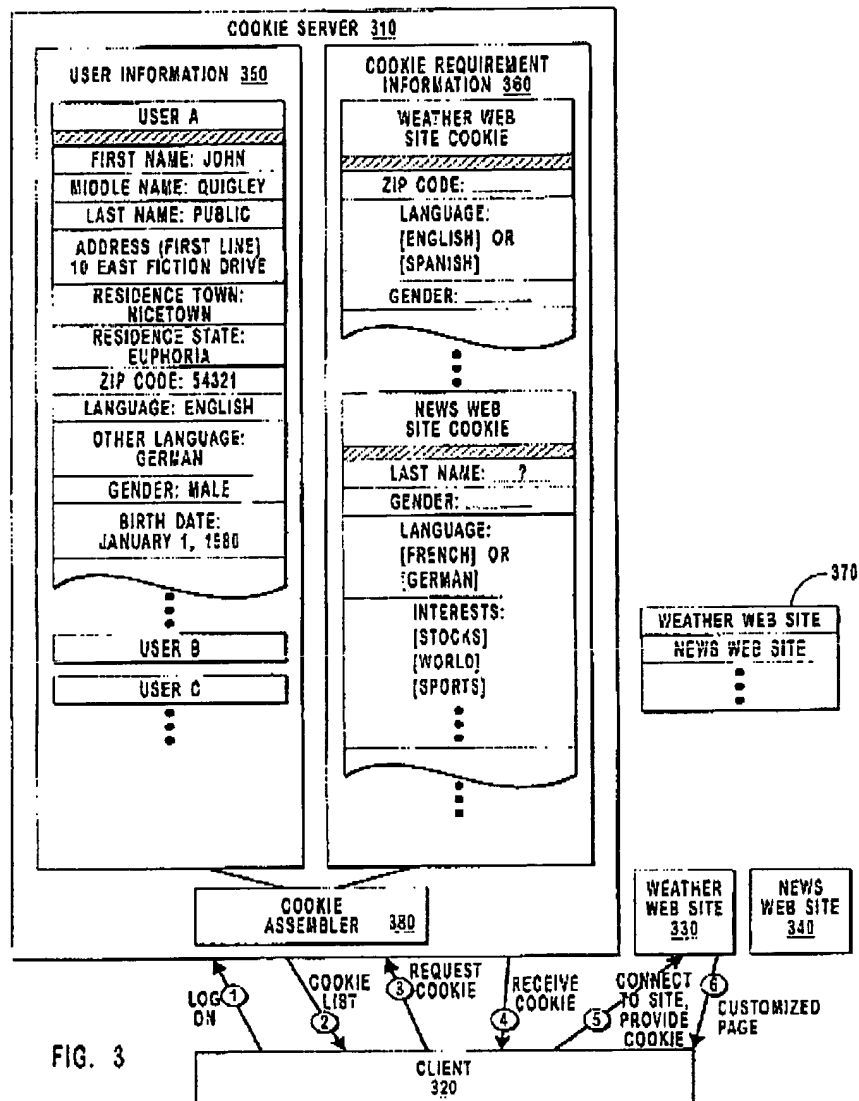 COOKIE SERVER 310
USER INFORMATION 350
USER A
FIRST NAME: JOHN
MIDDLE NAME: QUIGLEY
LAST NAME: PUBLIC
ADDRESS (FIRST LINE)
10 EAST FICTION DRIVE
RESIDENCE TOWN:
NICETOWN
RESIDENCE STATE:
EUPHORIA
ZIP CODE: 54321
LANGUAGE: ENGLISH
OTHER LANGUAGE:
GERMAN
GENDER: MALE
BIRTH DATE:
JANUARY 1, 1980
USER B
USER C
COOKIE REQUIREMENT
INFORMATION 360
WEATHER WEB
SITE COOKIE
ZIP CODE: ______
LANGUAGE:
[ENGLISH] OR
[SPANISH]
GENDER: ______
NEWS WEB
SITE COOKIE
LAST NAME: __?__
GENDER: ______
LANGUAGE:
[FRENCH] OR
[GERMAN]
INTERESTS:
[STOCKS]
[WORLD]
[SPORTS]
370
WEATHER WEB SITE
NEWS WEB SITE
COOKIE
ASSEMBLER 380
WEATHER
WEB SITE
330
NEWS
WEB SITE
340
LOG
ON
1
COOKIE
LIST
2
REQUEST
COOKIE
3
RECEIVE
COOKIE
4
CONNECT
TO SITE,
PROVIDE
COOKIE
5
6
CUSTOMIZED
PAGE
FIG. 3
CLIENT
320